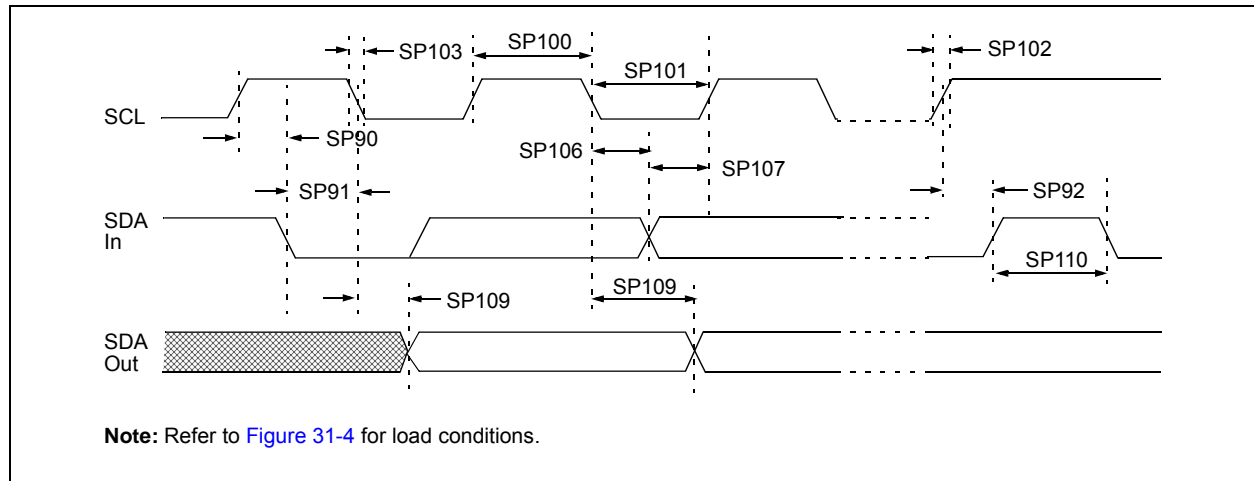 SP103
SP100
SP102
SP101
SCL
SP90
SP106
SP107
SP91
SP92
SDA
In
SP110
SP109
SP109
SDA
Out
Note: Refer to Figure 31-4 for load conditions.